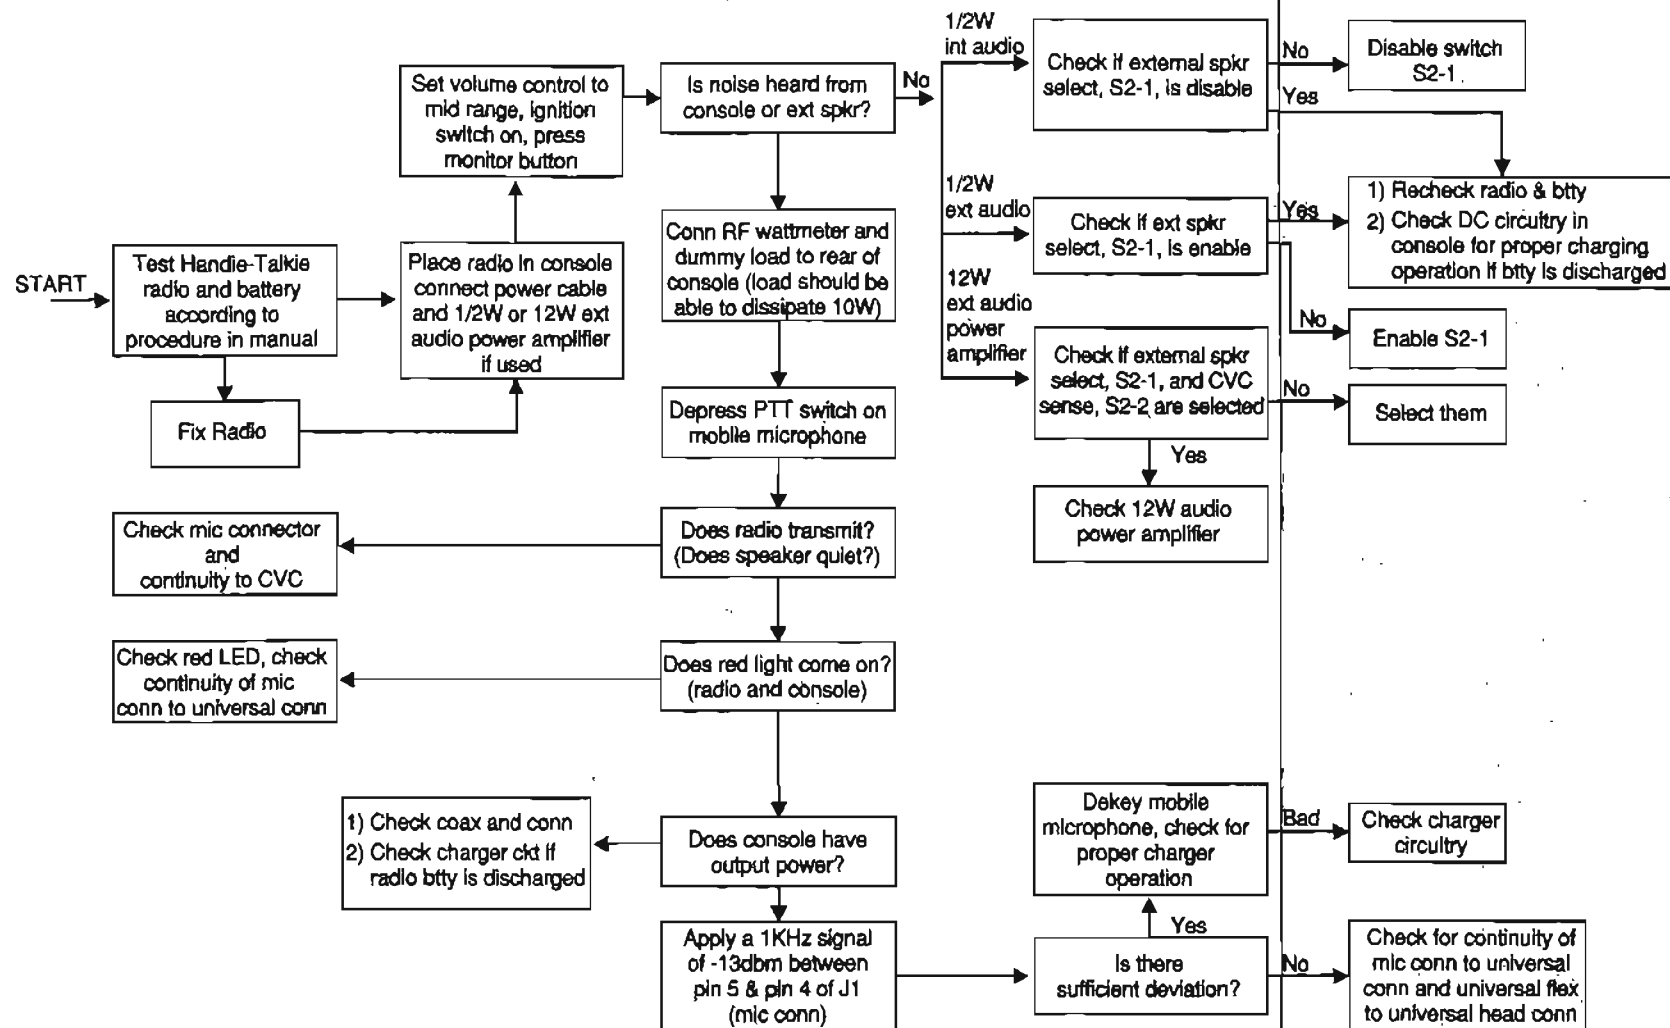 START
Test Handie-Talkie
radio and battery
according to
procedure in manual
Fix Radio
Place radio in console
connect power cable
and 1/2W or 12W ext
audio power amplifier
if used
Set volume control to
mid range, ignition
switch on, press
monitor button
Is noise heard from
console or ext spkr?
No
1/2W
int audio
Check if external spkr
select, S2-1, is disable
No
Disable switch
S2-1
Yes
1/2W
ext audio
Check if ext spkr
select, S2-1, is enable
Yes
1) Recheck radio & btty
2) Check DC circuitry in
console for proper charging
operation if btty is discharged
No
Enable S2-1
12W
ext audio
power
amplifier
Check if external spkr
select, S2-1, and CVC
sense, S2-2 are selected
No
Select them
Yes
Check 12W audio
power amplifier
Conn RF wattmeter and
dummy load to rear of
console (load should be
able to dissipate 10W)
Depress PTT switch on
mobile microphone
Does radio transmit?
(Does speaker quiet?)
Check mic connector
and
continuity to CVC
Does red light come on?
(radio and console)
Check red LED, check
continuity of mic
conn to universal conn
Does console have
output power?
1) Check coax and conn
2) Check charger ckt if
radio btty is discharged
Apply a 1KHz signal
of -13dbm between
pin 5 & pin 4 of J1
(mic conn)
Is there
sufficient deviation?
Yes
Dekey mobile
microphone, check for
proper charger
operation
Bad
Check charger
circuitry
No
Check for continuity of
mic conn to universal
conn and universal flex
to universal head conn